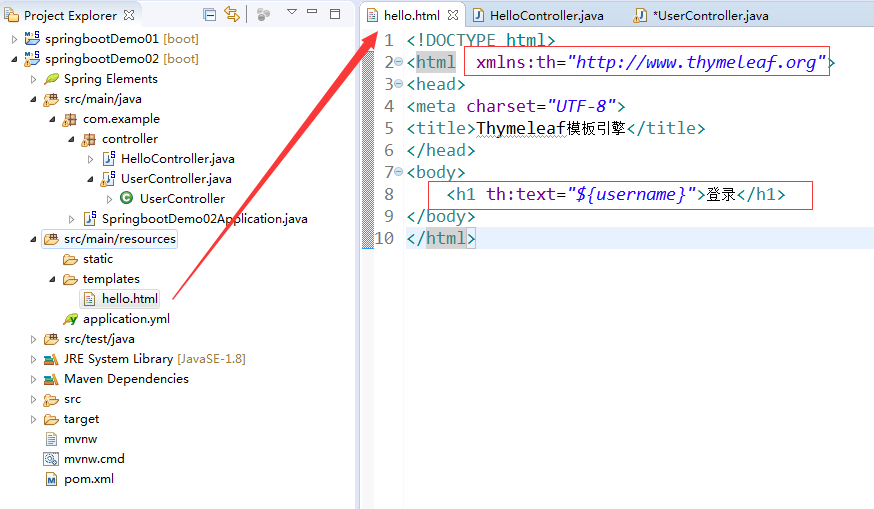 Project Explorer
springbootDemo01 [boot]
springbootDemo02 [boot]
Spring Elements
src/main/java
com.example
controller
HelloController.java
UserController.java
UserController
SpringbootDemo02Application.java
src/main/resources
static
templates
hello.html
application.yml
src/test/java
JRE System Library [JavaSE-1.8]
Maven Dependencies
src
target
mvnw
mvnw.cmd
pom.xml
hello.html HelloController.java *UserController.java
1 <!DOCTYPE html>
2 <html xmlns:th="http://www.thymeleaf.org">
3 <head>
4 <meta charset="UTF-8">
5 <title>Thymeleaf模板引擎</title>
6 </head>
7 <body>
8 <h1 th:text="${username}">登录</h1>
9 </body>
10 </html>